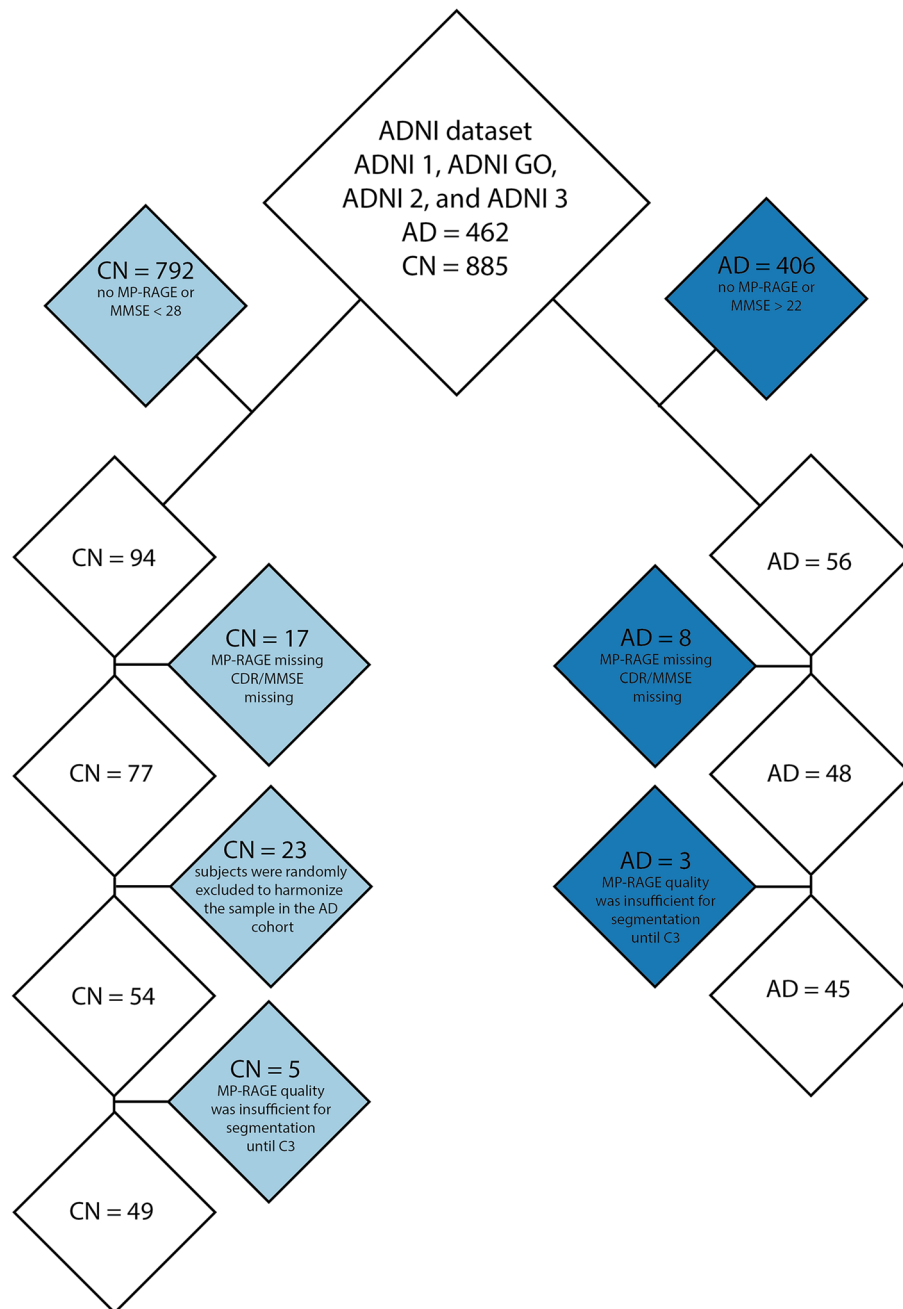 ADNI dataset
ADNI 1, ADNI GO,
ADNI 2, and ADNI 3
AD = 462
CN = 885
CN = 792
no MP-RAGE or
MMSE < 28
AD = 406
no MP-RAGE or
MMSE > 22
CN = 94
AD = 56
CN = 17
MP-RAGE missing
CDR/MMSE
missing
AD = 8
MP-RAGE missing
CDR/MMSE
missing
CN = 77
AD = 48
CN = 23
subjects were randomly
excluded to harmonize
the sample in the AD
cohort
AD = 3
MP-RAGE quality
was insufficient for
segmentation
until C3
CN = 54
AD = 45
CN = 5
MP-RAGE quality
was insufficient for
segmentation
until C3
CN = 49